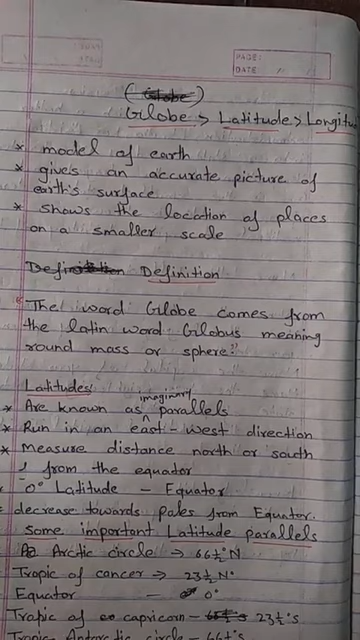 PAGE:
DATE
(Globe)
Globe > Latitude > Longitu
* model of earth
* gives an accurate picture of
earth's surface
* shows the location of places
on a smaller scale
Definition Definition
"The word Globe comes from
the latin word Globus meaning
round mass or sphere"
Latitudes:
imaginary
* Are known as parallels
* Run in an east-west direction
* Measure distance north or south
from the equator
0° Latitude - Equator
decrease towards poles from Equator.
some important Latitude parallels
Arctic circle → 66½°N
Tropic of cancer → 23½N°
Equator - 0°
Tropic of capricorn - 23½°s
Antarctic circle - 66½°s